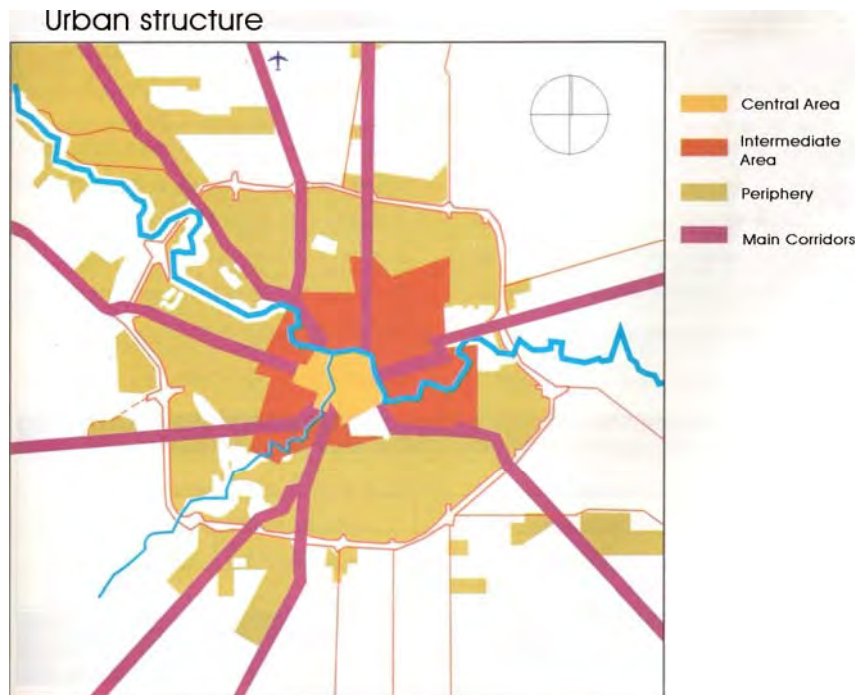 Urban structure
Central Area
Intermediate
Area
Periphery
Main Corridors